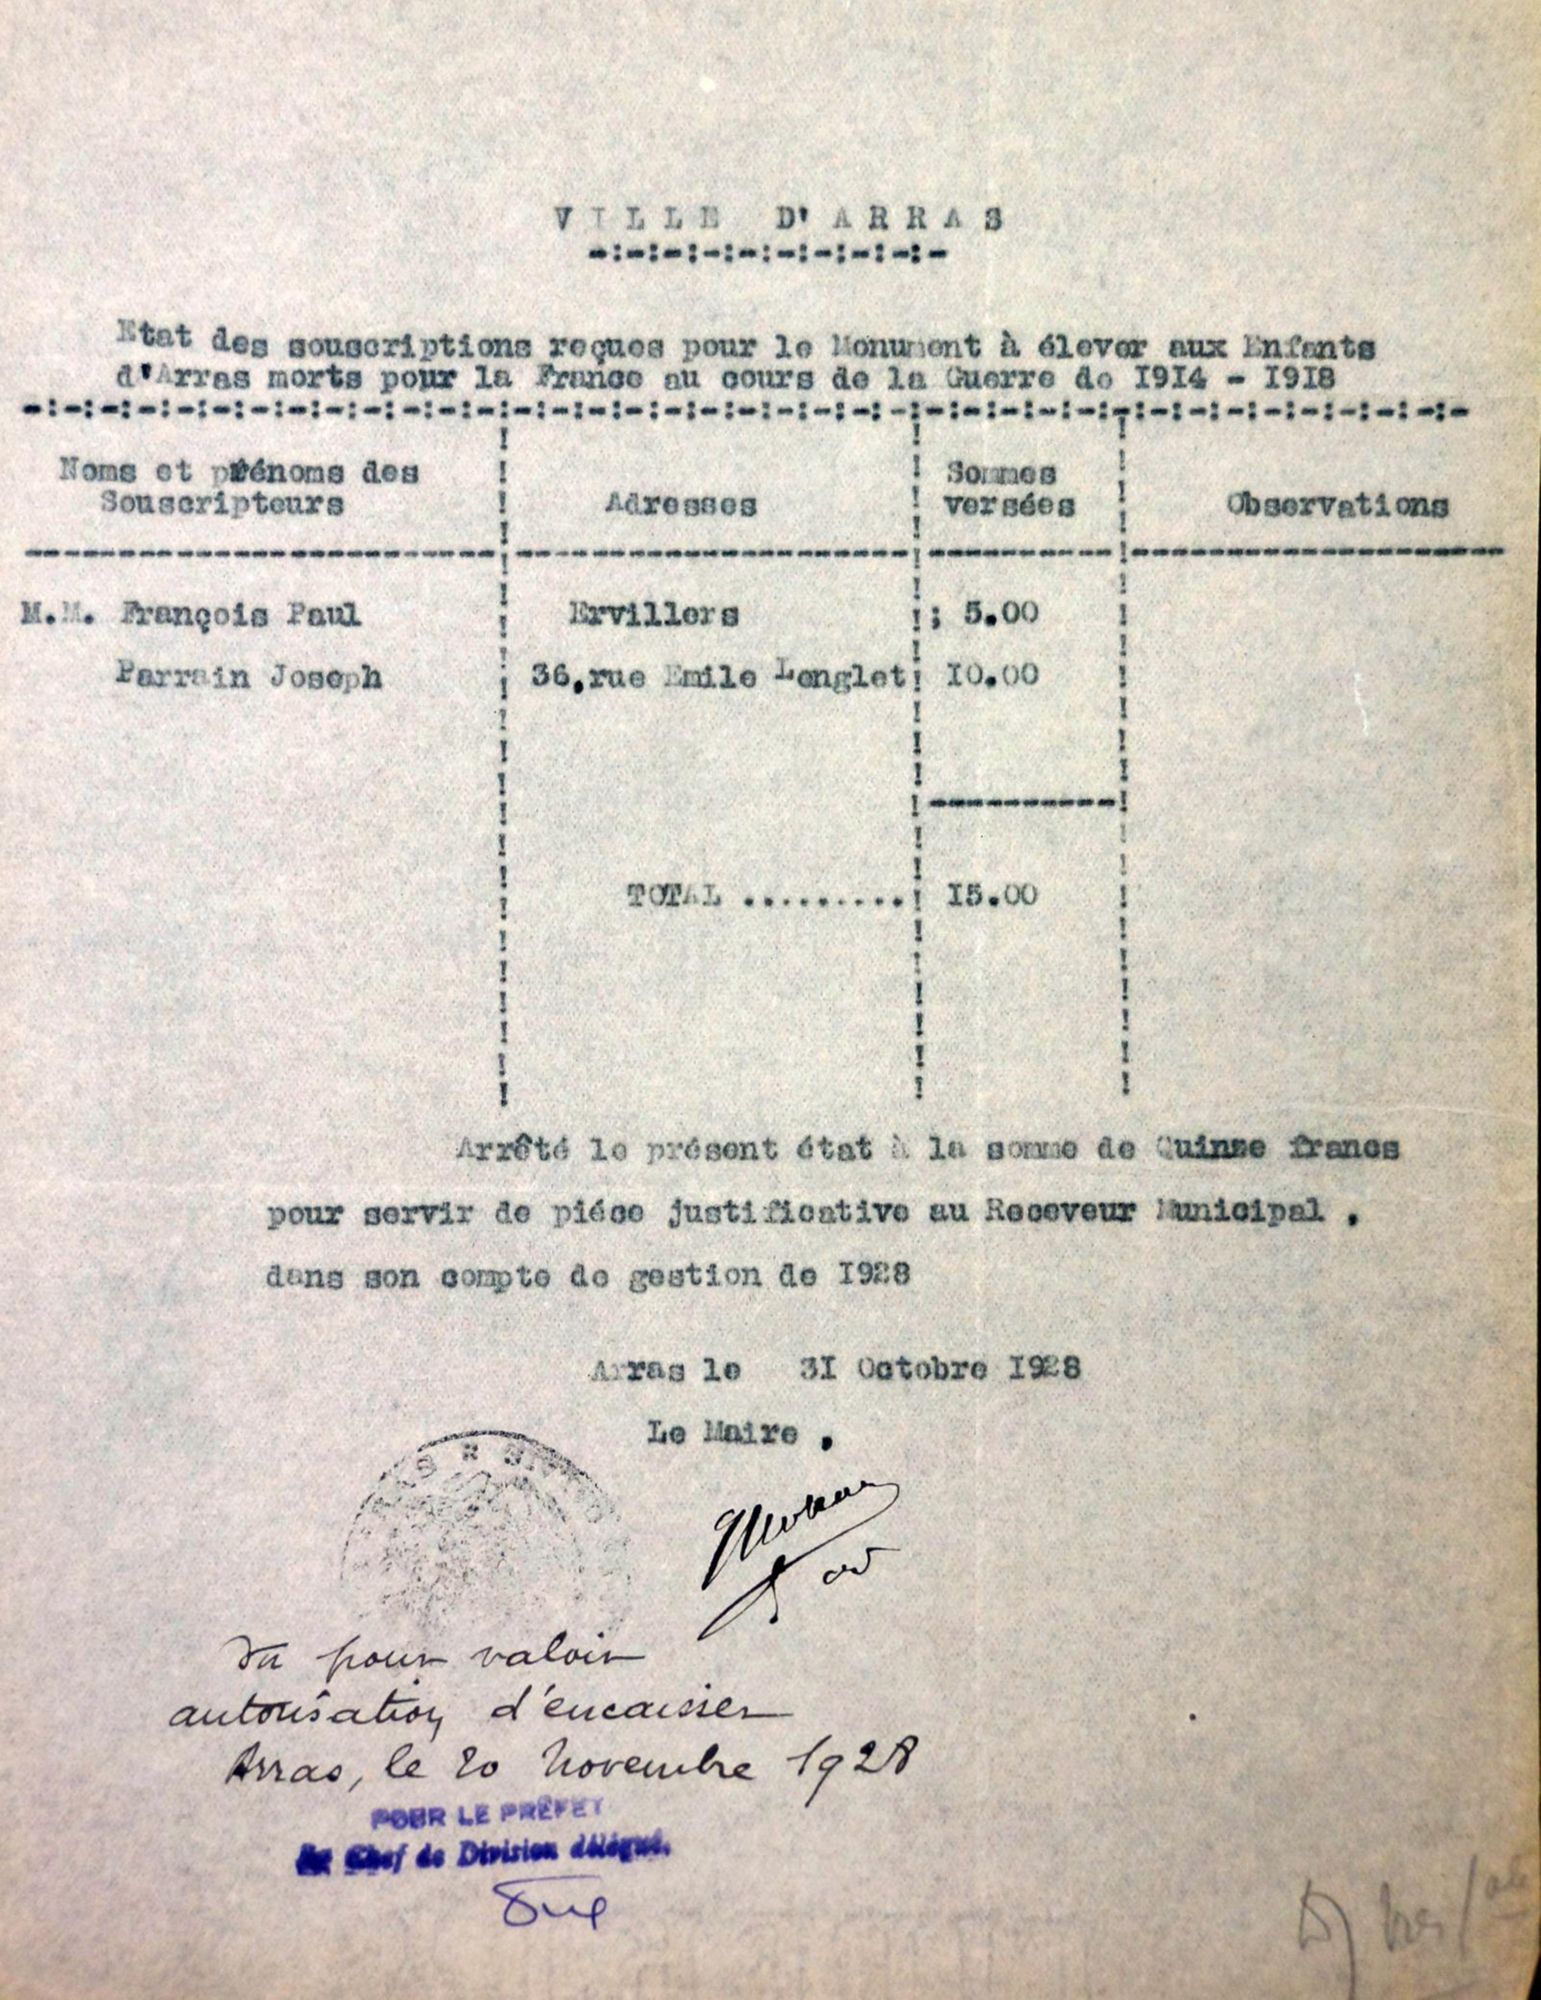 VILLE D'ARRAS
-:-:-:-:-:-:-:-:-:-
Etat des souscriptions reçues pour le Monument à élever aux Enfants
d'Arras morts pour la France au cours de la Guerre de 1914 - 1918
Noms et prénoms des Souscripteurs
Adresses
Sommes versées
Observations
M.M. François Paul Ervillers ; 5.00
Parrain Joseph 36,rue Emile Lenglet 10.00
TOTAL ......... 15.00
Arrêté le présent état à la somme de Quinze francs
pour servir de piéce justificative au Receveur Municipal .
dans son compte de gestion de 1928
Arras le 31 Octobre 1928
Le Maire .
Vu pour valoir
autorisation d'encaisser
Arras, le 20 Novembre 1928
POUR LE PRÉFET
Chef de Division délégué.